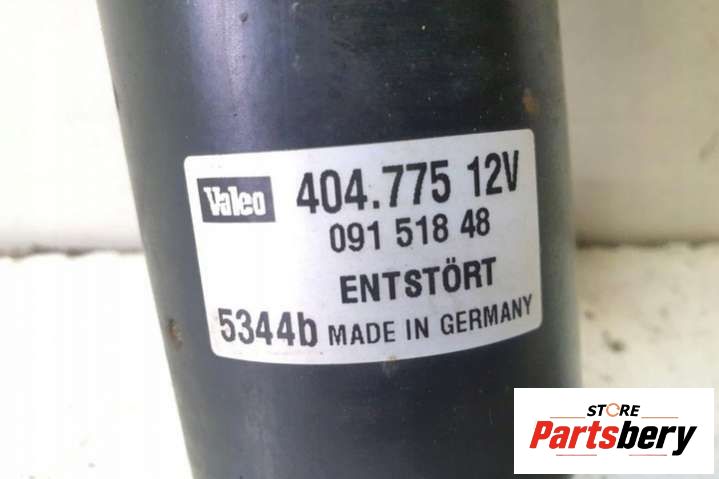 Valeo 404.775 12V
091 518 48
ENTSTÖRT
5344b MADE IN GERMANY
STORE
Partsbery